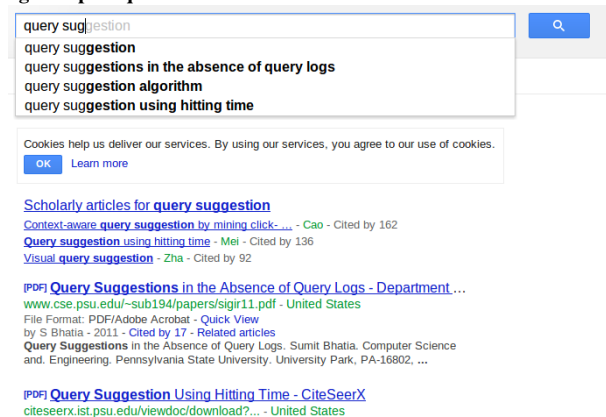 query suggestion
query suggestion
query suggestions in the absence of query logs
query suggestion algorithm
query suggestion using hitting time
Cookies help us deliver our services. By using our services, you agree to our use of cookies.
OK Learn more
Scholarly articles for query suggestion
Context-aware query suggestion by mining click- ... - Cao - Cited by 162
Query suggestion using hitting time - Mei - Cited by 136
Visual query suggestion - Zha - Cited by 92
[PDF] Query Suggestions in the Absence of Query Logs - Department ...
www.cse.psu.edu/~sub194/papers/sigir11.pdf - United States
File Format: PDF/Adobe Acrobat - Quick View
by S Bhatia - 2011 - Cited by 17 - Related articles
Query Suggestions in the Absence of Query Logs. Sumit Bhatia. Computer Science
and. Engineering. Pennsylvania State University. University Park, PA-16802, ...
[PDF] Query Suggestion Using Hitting Time - CiteSeerX
citeseerx.ist.psu.edu/viewdoc/download?... - United States